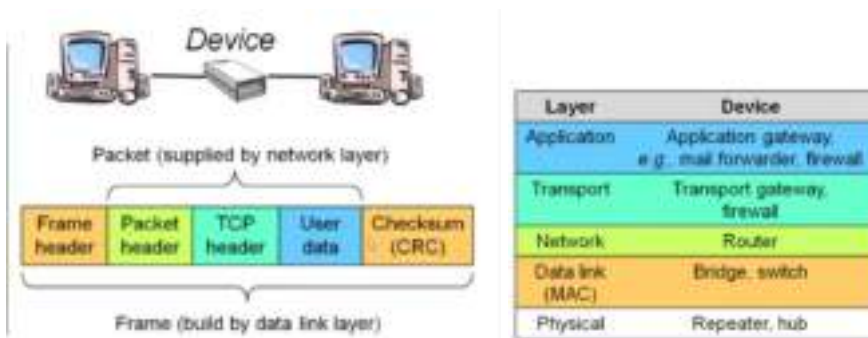 Device
Packet (supplied by network layer)
Frame
header
Packet
header
TCP
header
User
data
Checksum
(CRC)
Frame (build by data link layer)
Layer Device
Application Application gateway,
e.g., mail forwarder, firewall
Transport Transport gateway,
firewall
Network Router
Data link Bridge, switch
(MAC)
Physical Repeater, hub